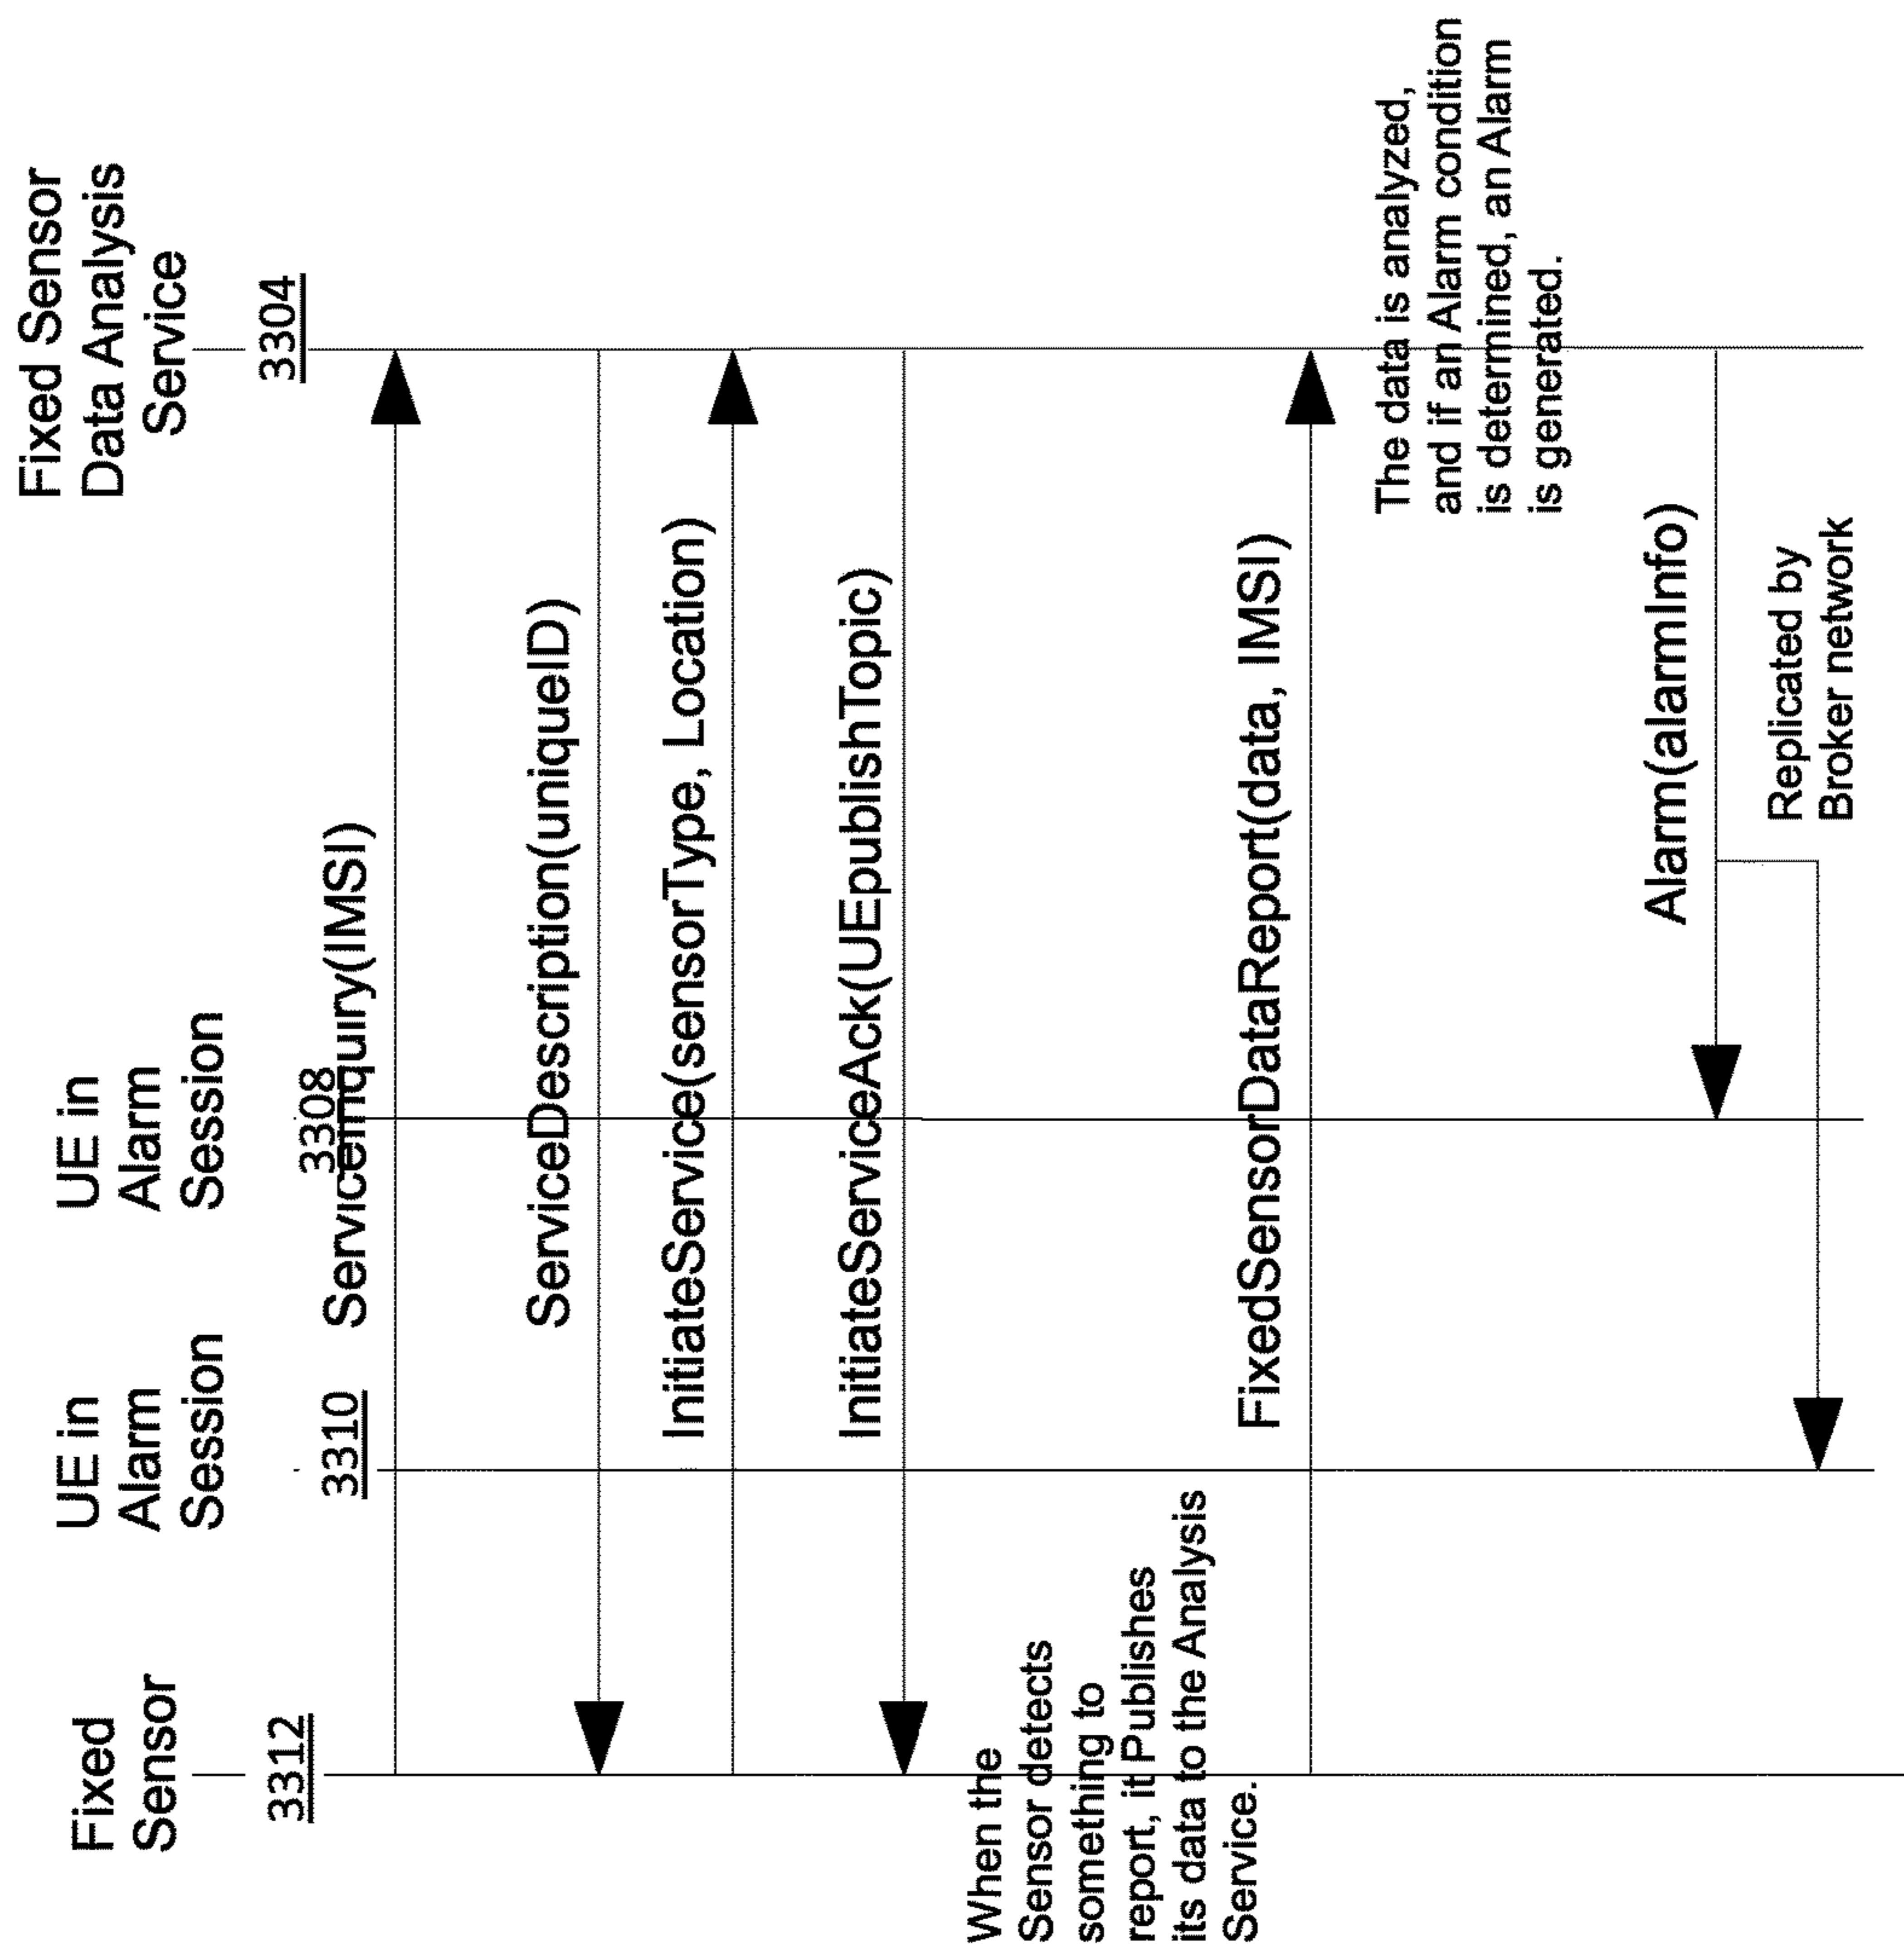 Fixed
Sensor
3312
UE in
Alarm
Session
3310
UE in
Alarm
Session
3308
Fixed Sensor
Data Analysis
Service
3304
ServiceInquiry(IMSI)
ServiceDescription(uniqueID)
InitiateService(sensorType, Location)
InitiateServiceAck(UEpublishTopic)
When the
Sensor detects
something to
report, it Publishes
its data to the Analysis
Service.
FixedSensorDataReport(data, IMSI)
The data is analyzed,
and if an Alarm condition
is determined, an Alarm
is generated.
Alarm(alarmInfo)
Replicated by
Broker network